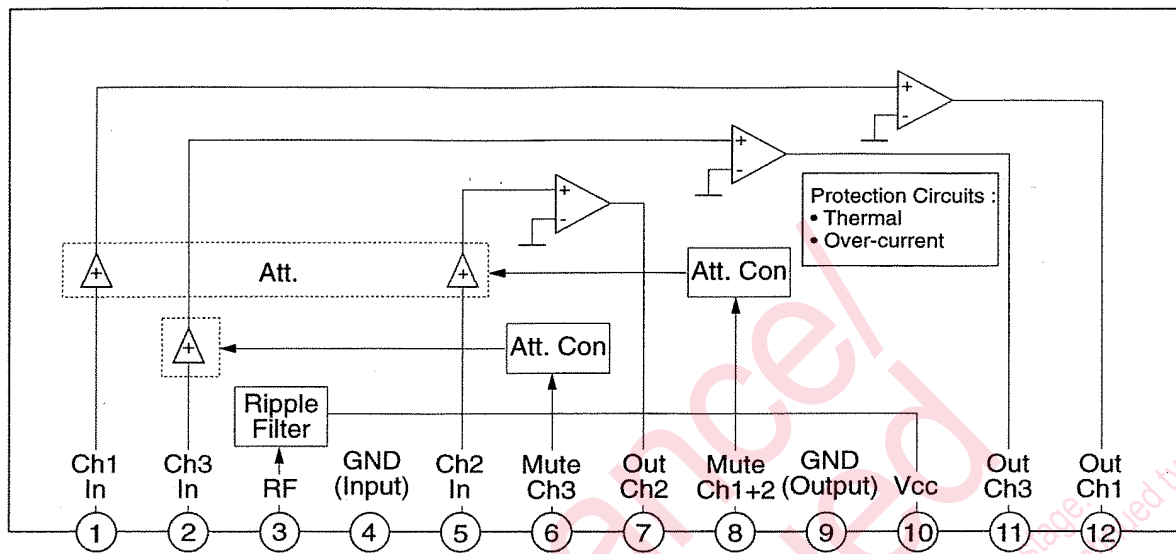 +
-
+
-
+
-
Protection Circuits :
• Thermal
• Over-current
+
Att.
+
Att. Con
+
Att. Con
Ripple
Filter
Ch1
In
Ch3
In
RF
GND
(Input)
Ch2
In
Mute
Ch3
Out
Ch2
Mute
Ch1+2
GND
(Output)
Vcc
Out
Ch3
Out
Ch1
1
2
3
4
5
6
7
8
9
10
11
12
ance/